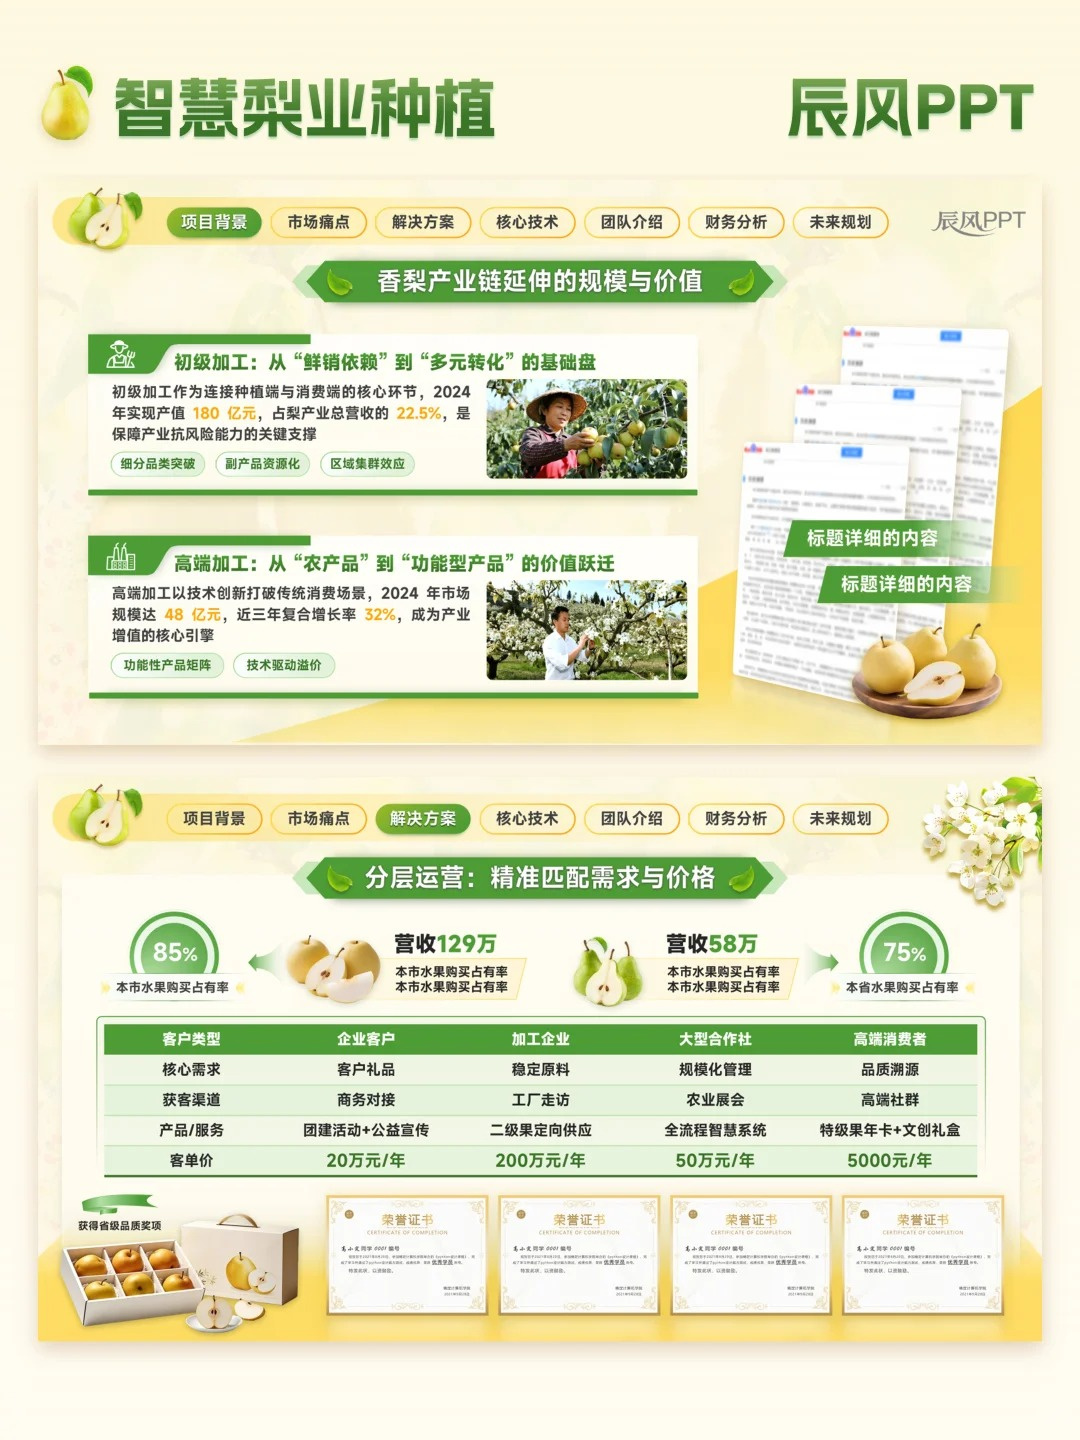 智慧梨业种植
辰风PPT
项目背景
市场痛点
解决方案
核心技术
团队介绍
财务分析
未来规划
辰风PPT
香梨产业链延伸的规模与价值
初级加工：从“鲜销依赖”到“多元转化”的基础盘
初级加工作为连接种植端与消费端的核心环节，2024
年实现产值 180 亿元，占梨产业总营收的 22.5%，是
保障产业抗风险能力的关键支撑
细分品类突破
副产品资源化
区域集群效应
高端加工：从“农产品”到“功能型产品”的价值跃迁
高端加工以技术创新打破传统消费场景，2024 年市场
规模达 48 亿元，近三年复合增长率 32%，成为产业
增值的核心引擎
功能性产品矩阵
技术驱动溢价
标题详细的内容
标题详细的内容
项目背景
市场痛点
解决方案
核心技术
团队介绍
财务分析
未来规划
分层运营：精准匹配需求与价格
85%
本市水果购买占有率
营收129万
本市水果购买占有率
本市水果购买占有率
营收58万
本市水果购买占有率
本市水果购买占有率
75%
本省水果购买占有率
客户类型 企业客户 加工企业 大型合作社 高端消费者
核心需求 客户礼品 稳定原料 规模化管理 品质溯源
获客渠道 商务对接 工厂走访 农业展会 高端社群
产品/服务 团建活动+公益宣传 二级果定向供应 全流程智慧系统 特级果年卡+文创礼盒
客单价 20万元/年 200万元/年 50万元/年 5000元/年
获得省级品质奖项
荣誉证书
CERTIFICATE OF COMPLETION
荣誉证书
CERTIFICATE OF COMPLETION
荣誉证书
CERTIFICATE OF COMPLETION
荣誉证书
CERTIFICATE OF COMPLETION